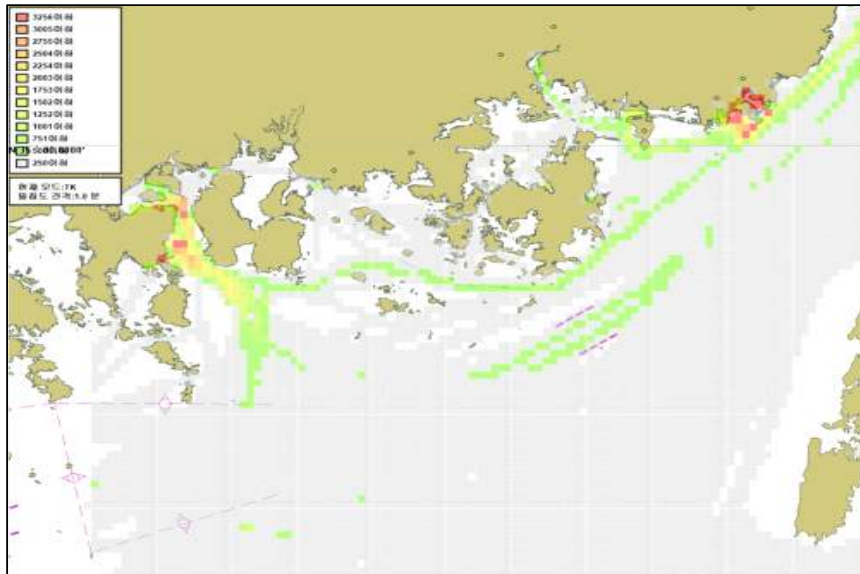 3256이하
3005이하
2755이하
2504이하
2254이하
2003이하
1753이하
1502이하
1252이하
1001이하
751이하
250이하
현재 모드:TK
밀집도 간격:1.0 분